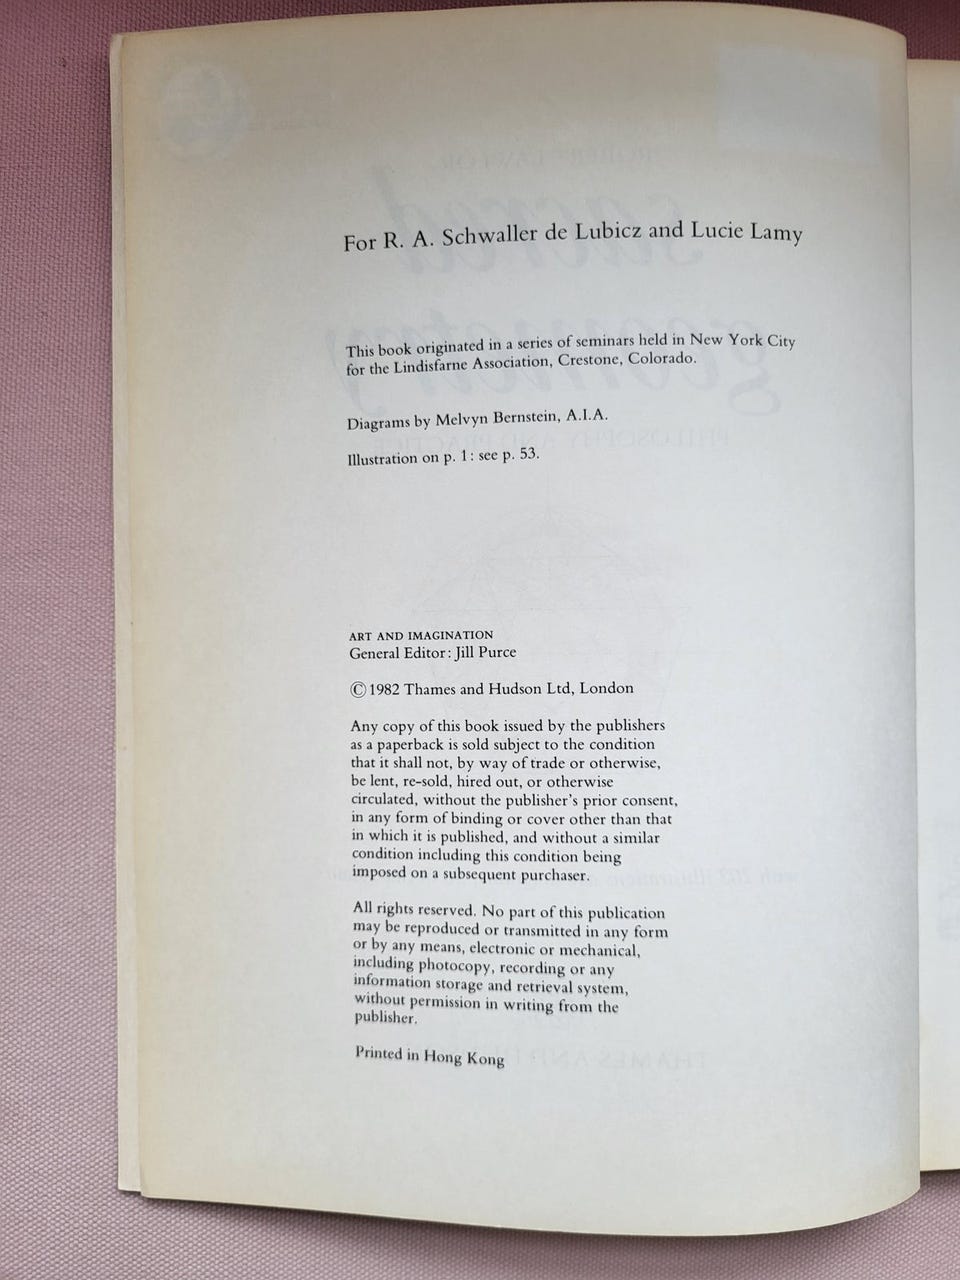 For R. A. Schwaller de Lubicz and Lucie Lamy
This book originated in a series of seminars held in New York City
for the Lindisfarne Association, Crestone, Colorado.
Diagrams by Melvyn Bernstein, A.I.A.
Illustration on p. 1: see p. 53.
ART AND IMAGINATION
General Editor: Jill Purce
© 1982 Thames and Hudson Ltd, London
Any copy of this book issued by the publishers
as a paperback is sold subject to the condition
that it shall not, by way of trade or otherwise,
be lent, re-sold, hired out, or otherwise
circulated, without the publisher's prior consent,
in any form of binding or cover other than that
in which it is published, and without a similar
condition including this condition being
imposed on a subsequent purchaser.
All rights reserved. No part of this publication
may be reproduced or transmitted in any form
or by any means, electronic or mechanical,
including photocopy, recording or any
information storage and retrieval system,
without permission in writing from the
publisher.
Printed in Hong Kong